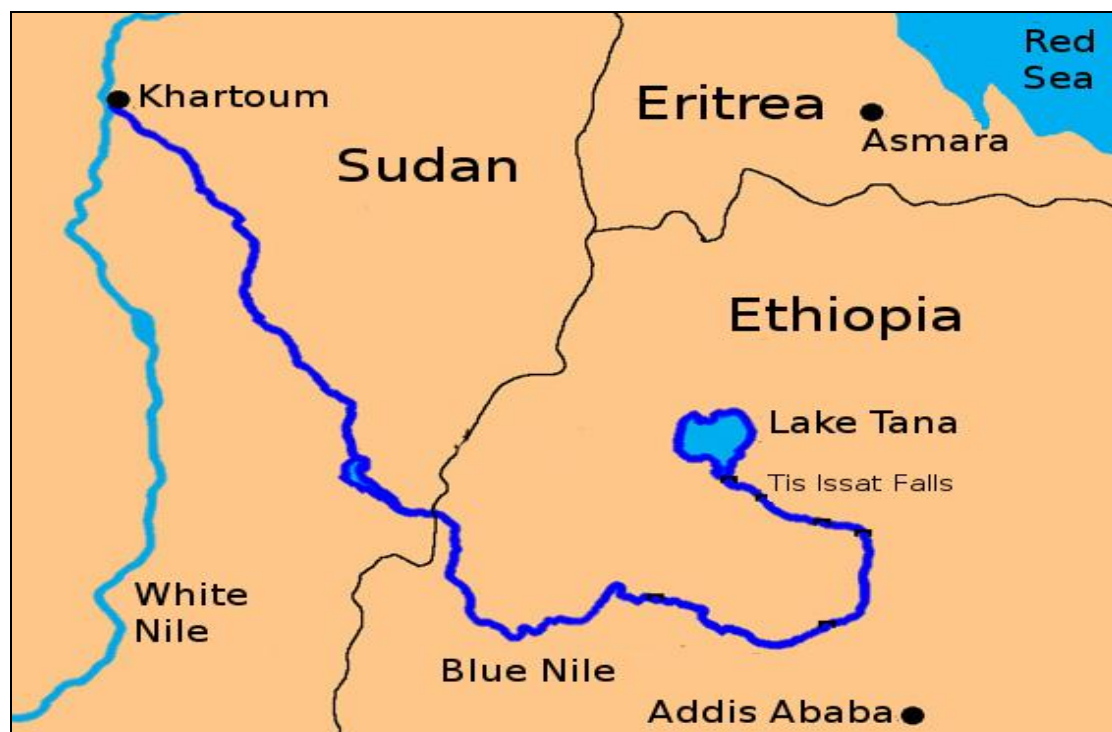 Red
Sea
Khartoum
Eritrea
Asmara
Sudan
Ethiopia
Lake Tana
Tis Issat Falls
White
Nile
Blue Nile
Addis Ababa